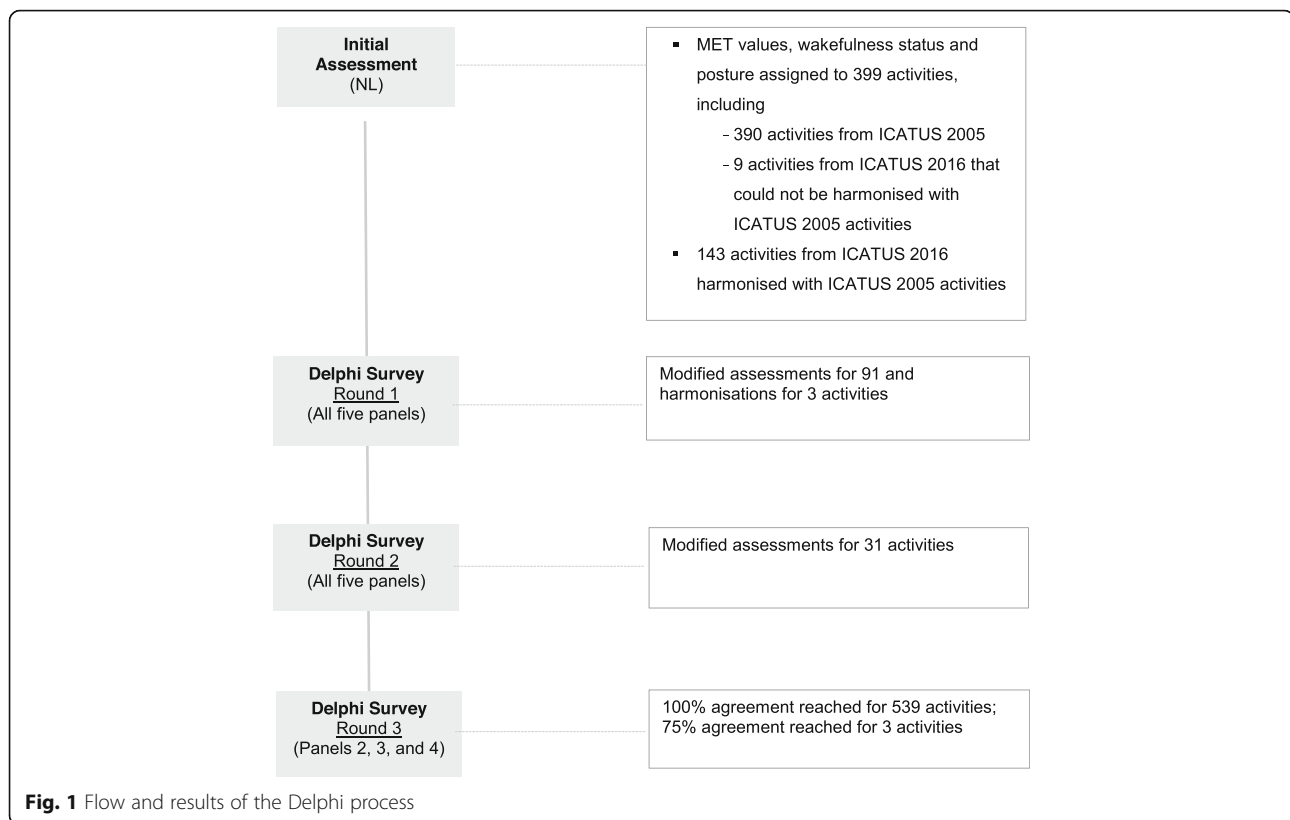 Initial
Assessment
(NL)
▪ MET values, wakefulness status and
posture assigned to 399 activities,
including
- 390 activities from ICATUS 2005
- 9 activities from ICATUS 2016 that
could not be harmonised with
ICATUS 2005 activities
▪ 143 activities from ICATUS 2016
harmonised with ICATUS 2005 activities
Delphi Survey
Round 1
(All five panels)
Modified assessments for 91 and
harmonisations for 3 activities
Delphi Survey
Round 2
(All five panels)
Modified assessments for 31 activities
Delphi Survey
Round 3
(Panels 2, 3, and 4)
100% agreement reached for 539 activities;
75% agreement reached for 3 activities
Fig. 1 Flow and results of the Delphi process